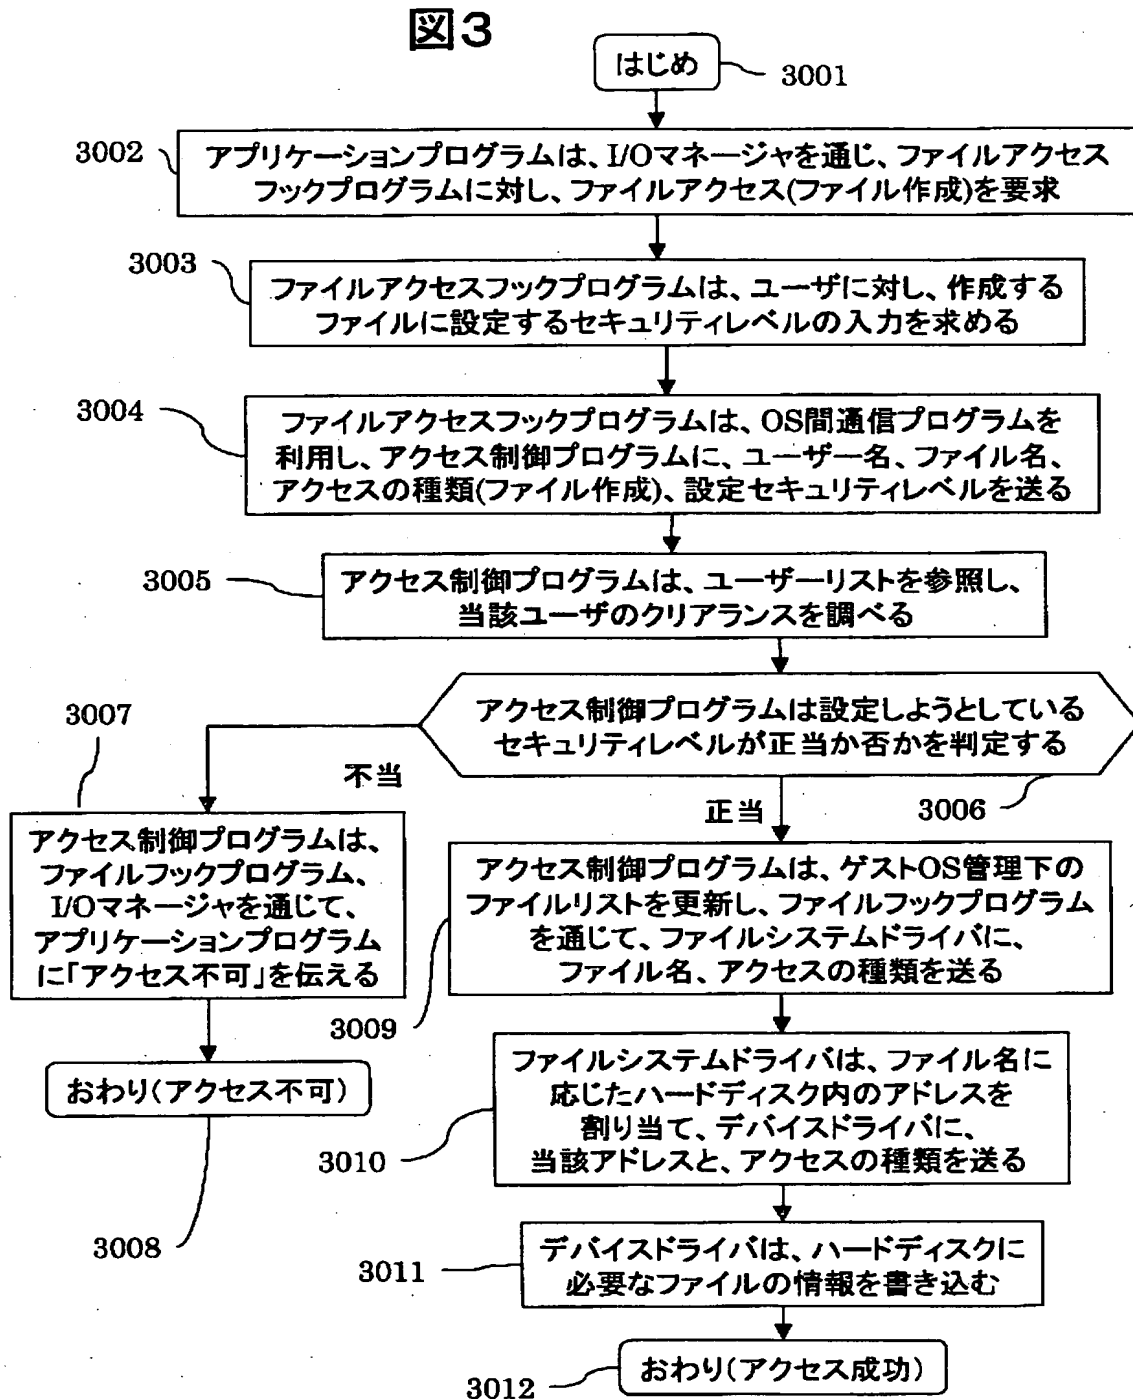 図3
はじめ
3001
3002
アプリケーションプログラムは、I/Oマネージャを通じ、ファイルアクセス
フックプログラムに対し、ファイルアクセス(ファイル作成)を要求
3003
ファイルアクセスフックプログラムは、ユーザに対し、作成する
ファイルに設定するセキュリティレベルの入力を求める
3004
ファイルアクセスフックプログラムは、OS間通信プログラムを
利用し、アクセス制御プログラムに、ユーザー名、ファイル名、
アクセスの種類(ファイル作成)、設定セキュリティレベルを送る
3005
アクセス制御プログラムは、ユーザーリストを参照し、
当該ユーザのクリアランスを調べる
アクセス制御プログラムは設定しようとしている
セキュリティレベルが正当か否かを判定する
3006
不当
正当
3007
アクセス制御プログラムは、
ファイルフックプログラム、
I/Oマネージャを通じて、
アプリケーションプログラム
に「アクセス不可」を伝える
おわり(アクセス不可)
3008
アクセス制御プログラムは、ゲストOS管理下の
ファイルリストを更新し、ファイルフックプログラム
を通じて、ファイルシステムドライバに、
ファイル名、アクセスの種類を送る
3009
ファイルシステムドライバは、ファイル名に
応じたハードディスク内のアドレスを
割り当て、デバイスドライバに、
当該アドレスと、アクセスの種類を送る
3010
デバイスドライバは、ハードディスクに
必要なファイルの情報を書き込む
3011
おわり(アクセス成功)
3012